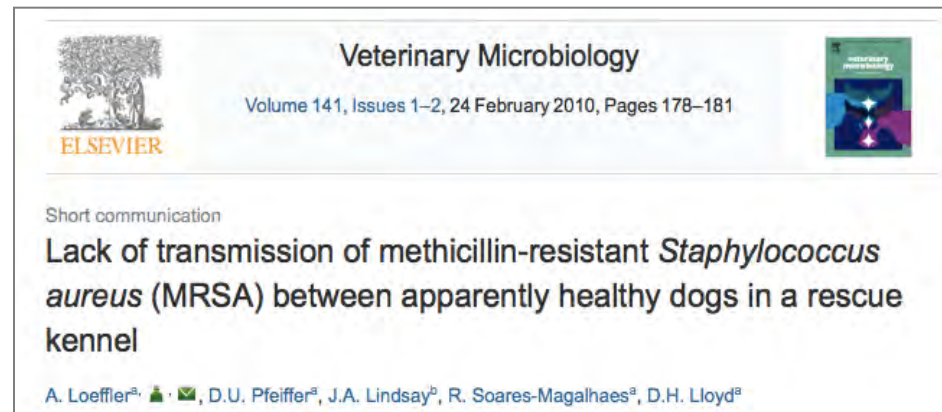 Veterinary Microbiology
Volume 141, Issues 1–2, 24 February 2010, Pages 178–181
ELSEVIER
veterinary
microbiology
Short communication
Lack of transmission of methicillin-resistant Staphylococcus
aureus (MRSA) between apparently healthy dogs in a rescue
kennel
A. Loeffler^a, D.U. Pfeiffer^a, J.A. Lindsay^b, R. Soares-Magalhaes^a, D.H. Lloyd^a